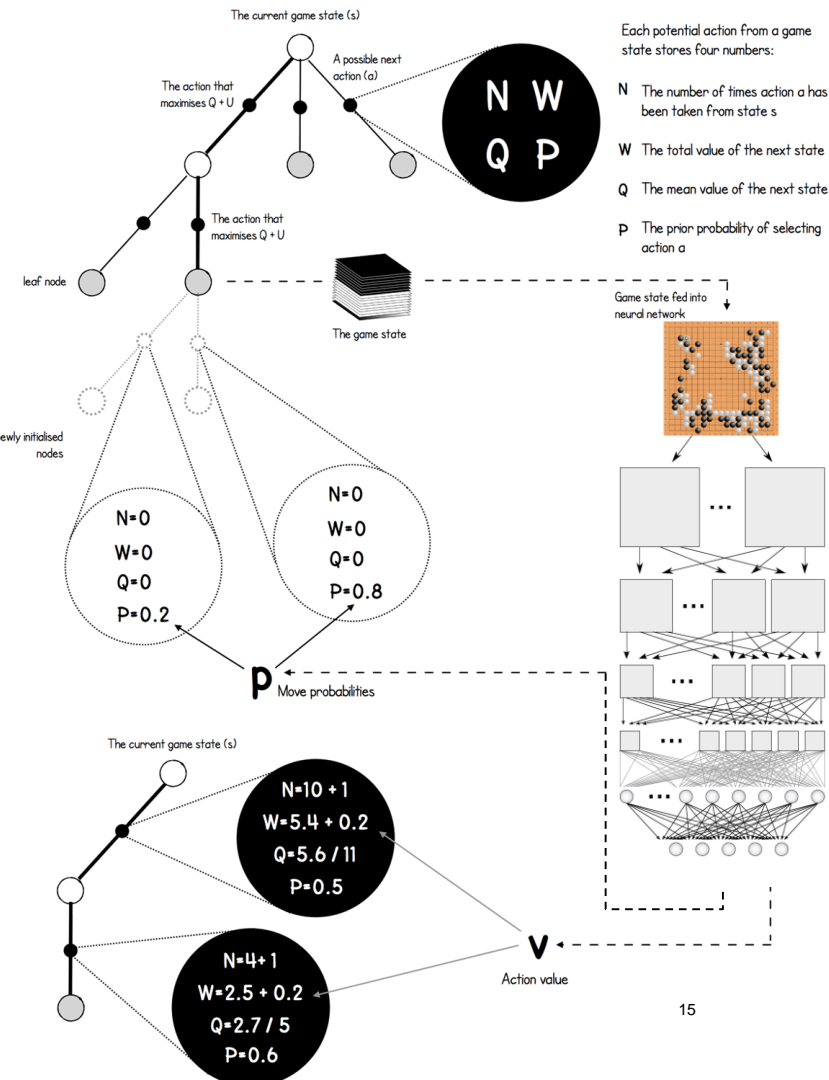 The current game state (s)
A possible next
action (a)
The action that
maximises Q + U
N W
Q P
Each potential action from a game
state stores four numbers:
N The number of times action a has
been taken from state s
W The total value of the next state
Q The mean value of the next state
P The prior probability of selecting
action a
The action that
maximises Q + U
leaf node
The game state
Game state fed into
neural network
ewly initialised
nodes
N=0
W=0
Q=0
P=0.2
N=0
W=0
Q=0
P=0.8
p Move probabilities
The current game state (s)
N=10 + 1
W=5.4 + 0.2
Q=5.6 / 11
P=0.5
N=4+ 1
W=2.5 + 0.2
Q=2.7 / 5
P=0.6
v
Action value
15